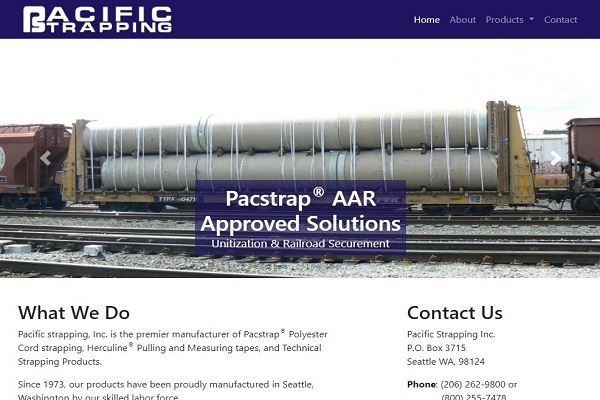 PACIFIC
STRAPPING
Home About Products Contact
TTPX
Pacstrap® AAR
Approved Solutions
Unitization & Railroad Securement
What We Do
Pacific strapping, Inc. is the premier manufacturer of Pacstrap® Polyester
Cord strapping, Herculine® Pulling and Measuring tapes, and Technical
Strapping Products.
Since 1973, our products have been proudly manufactured in Seattle,
Washington by our skilled labor force
Contact Us
Pacific Strapping Inc.
P.O. Box 3715
Seattle WA, 98124
Phone: (206) 262-9800 or
(800) 255-7478